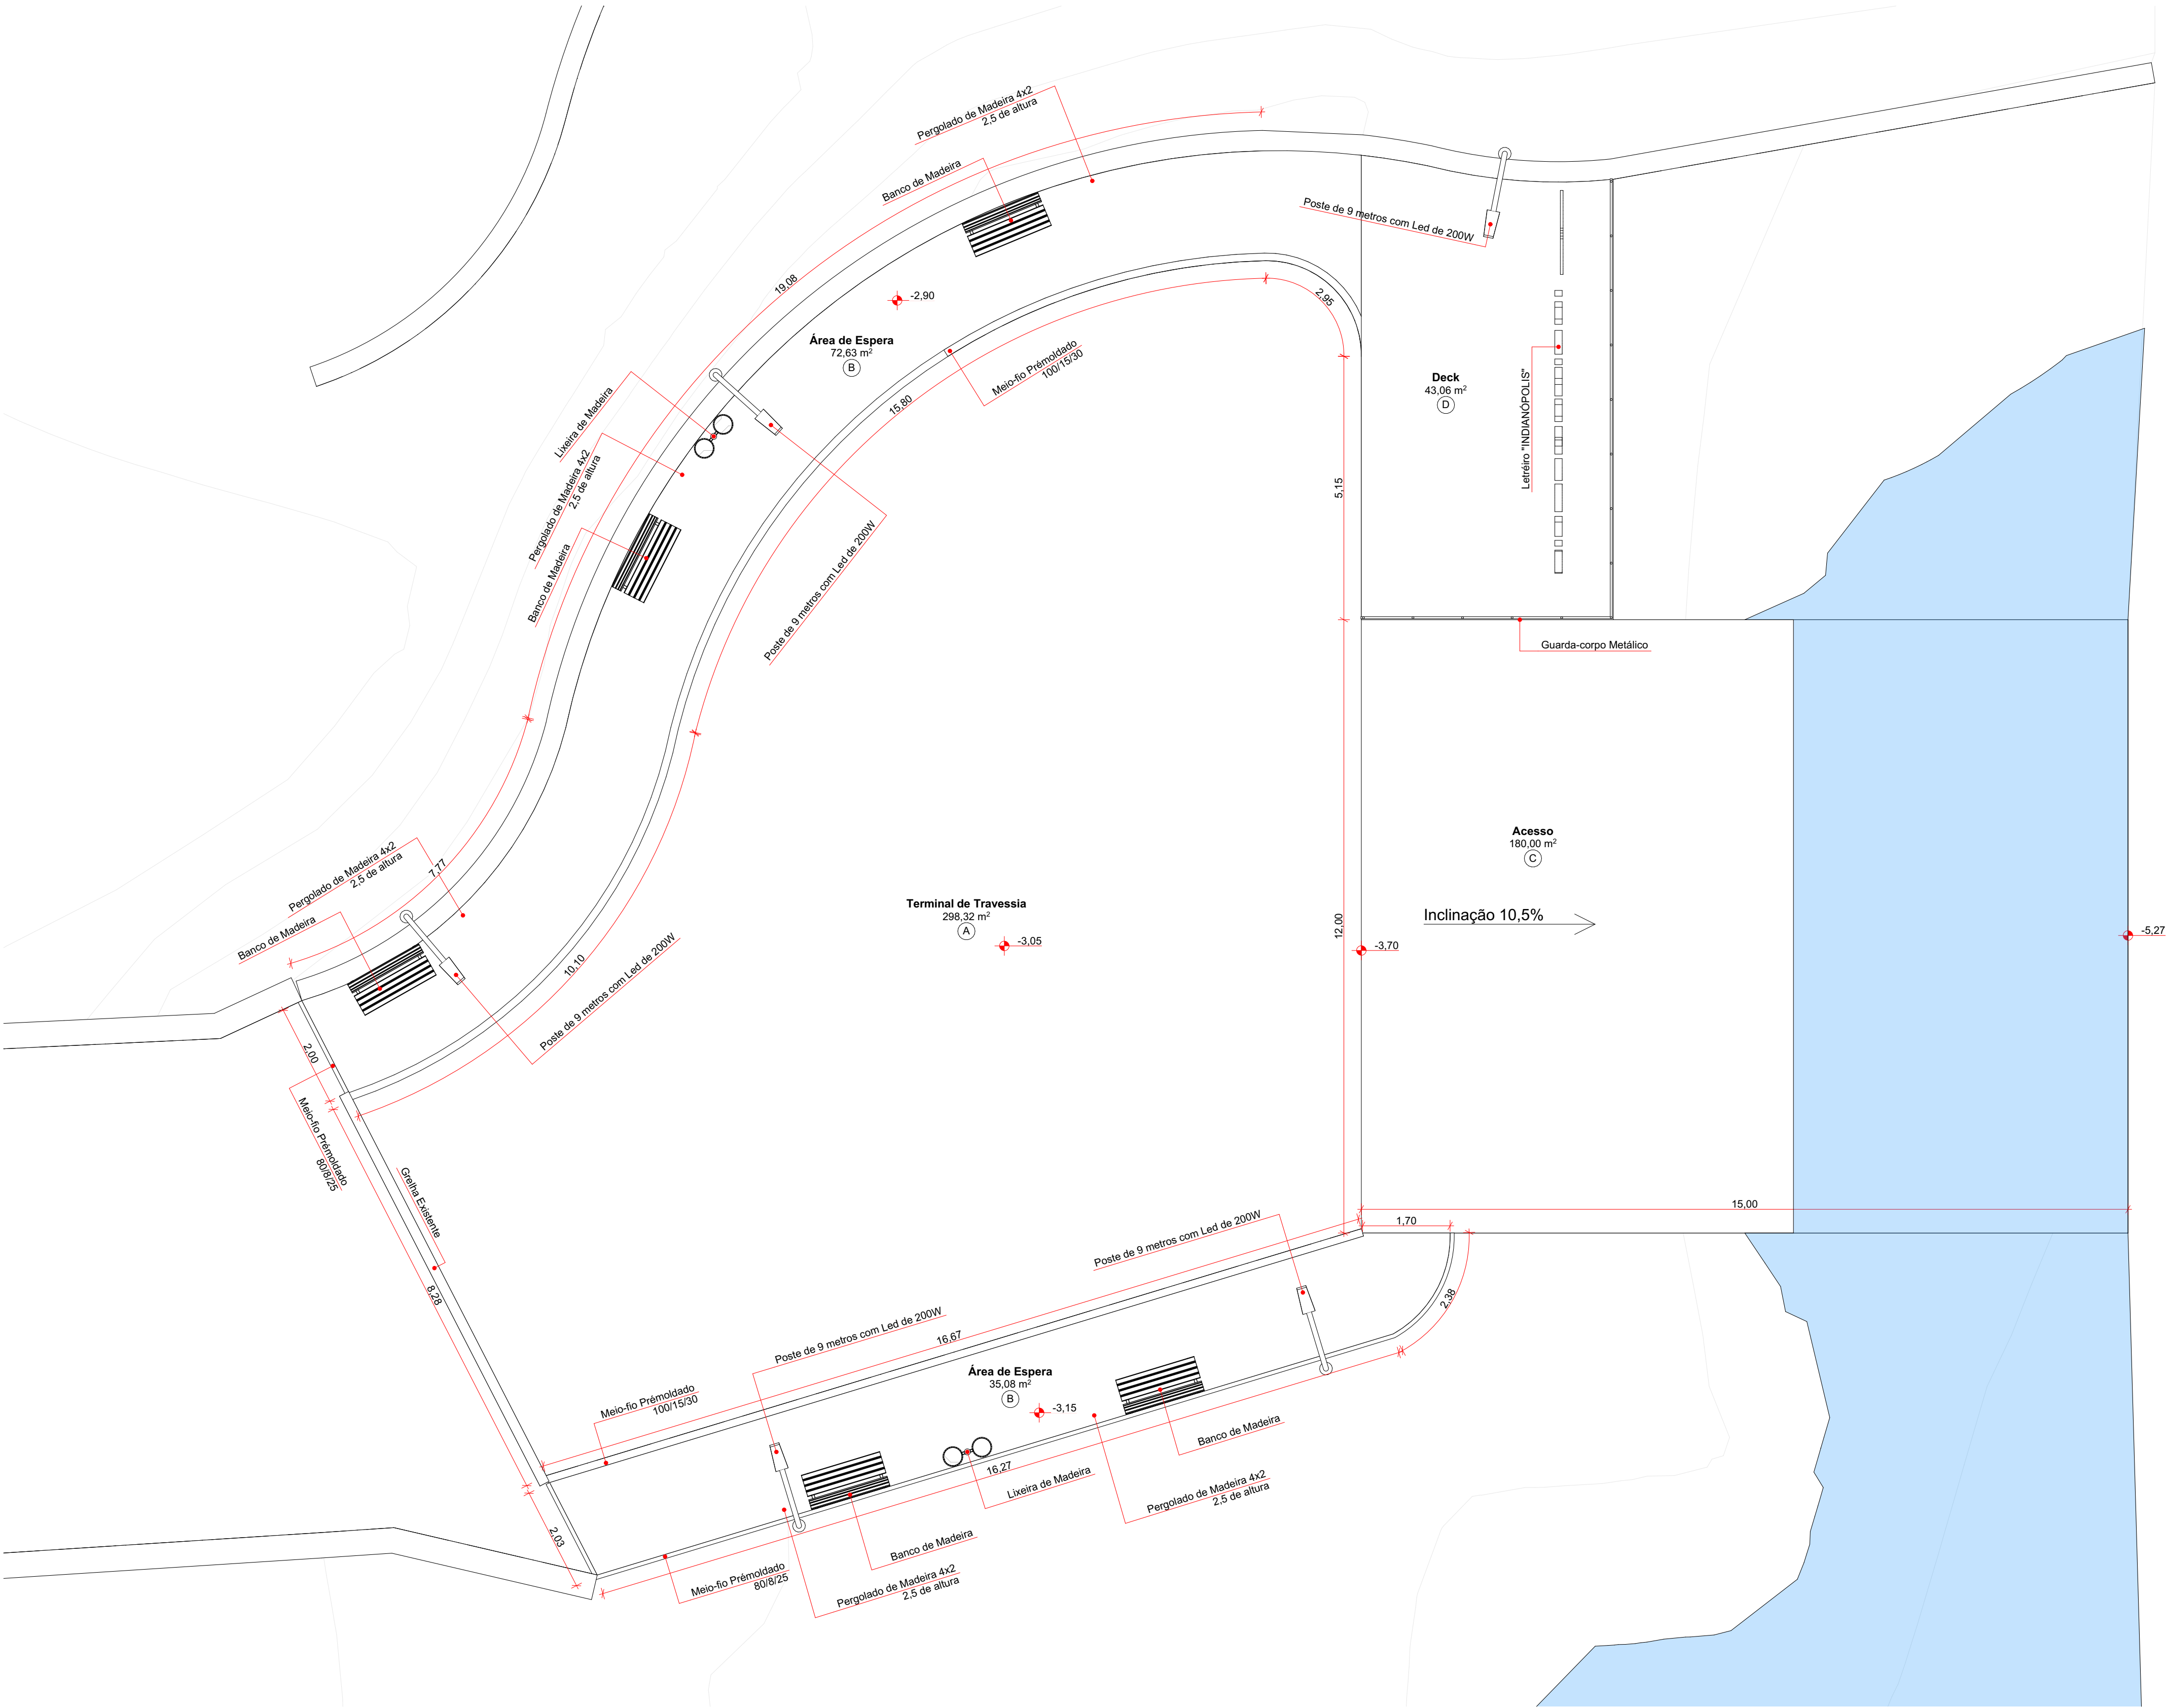 Pergolado de Madeira 4x2
2,5 de altura
Banco de Madeira
Poste de 9 metros com Led de 200W
19,08
-2,90
2,95
Área de Espera
72,63 m²
B
Meio-fio Prémoldado
100/15/30
15,80
Lixeira de Madeira
Pergolado de Madeira 4x2
2,5 de altura
Banco de Madeira
Poste de 9 metros com Led de 200W
Deck
43,06 m²
D
Letréiro "INDIANÓPOLIS"
5,15
Guarda-corpo Metálico
Pergolado de Madeira 4x2
2,5 de altura
7,77
Banco de Madeira
Acesso
180,00 m²
C
Inclinação 10,5%
Terminal de Travessia
298,32 m²
A
-3,05
12,00
-3,70
-5,27
10,10
Poste de 9 metros com Led de 200W
2,00
Meio-fio Prémoldado
80/8/25
Grelha Existente
8,28
15,00
1,70
Poste de 9 metros com Led de 200W
2,38
Poste de 9 metros com Led de 200W
16,67
Área de Espera
35,08 m²
B
-3,15
Meio-fio Prémoldado
100/15/30
Banco de Madeira
16,27
Lixeira de Madeira
Pergolado de Madeira 4x2
2,5 de altura
2,03
Banco de Madeira
Meio-fio Prémoldado
80/8/25
Pergolado de Madeira 4x2
2,5 de altura